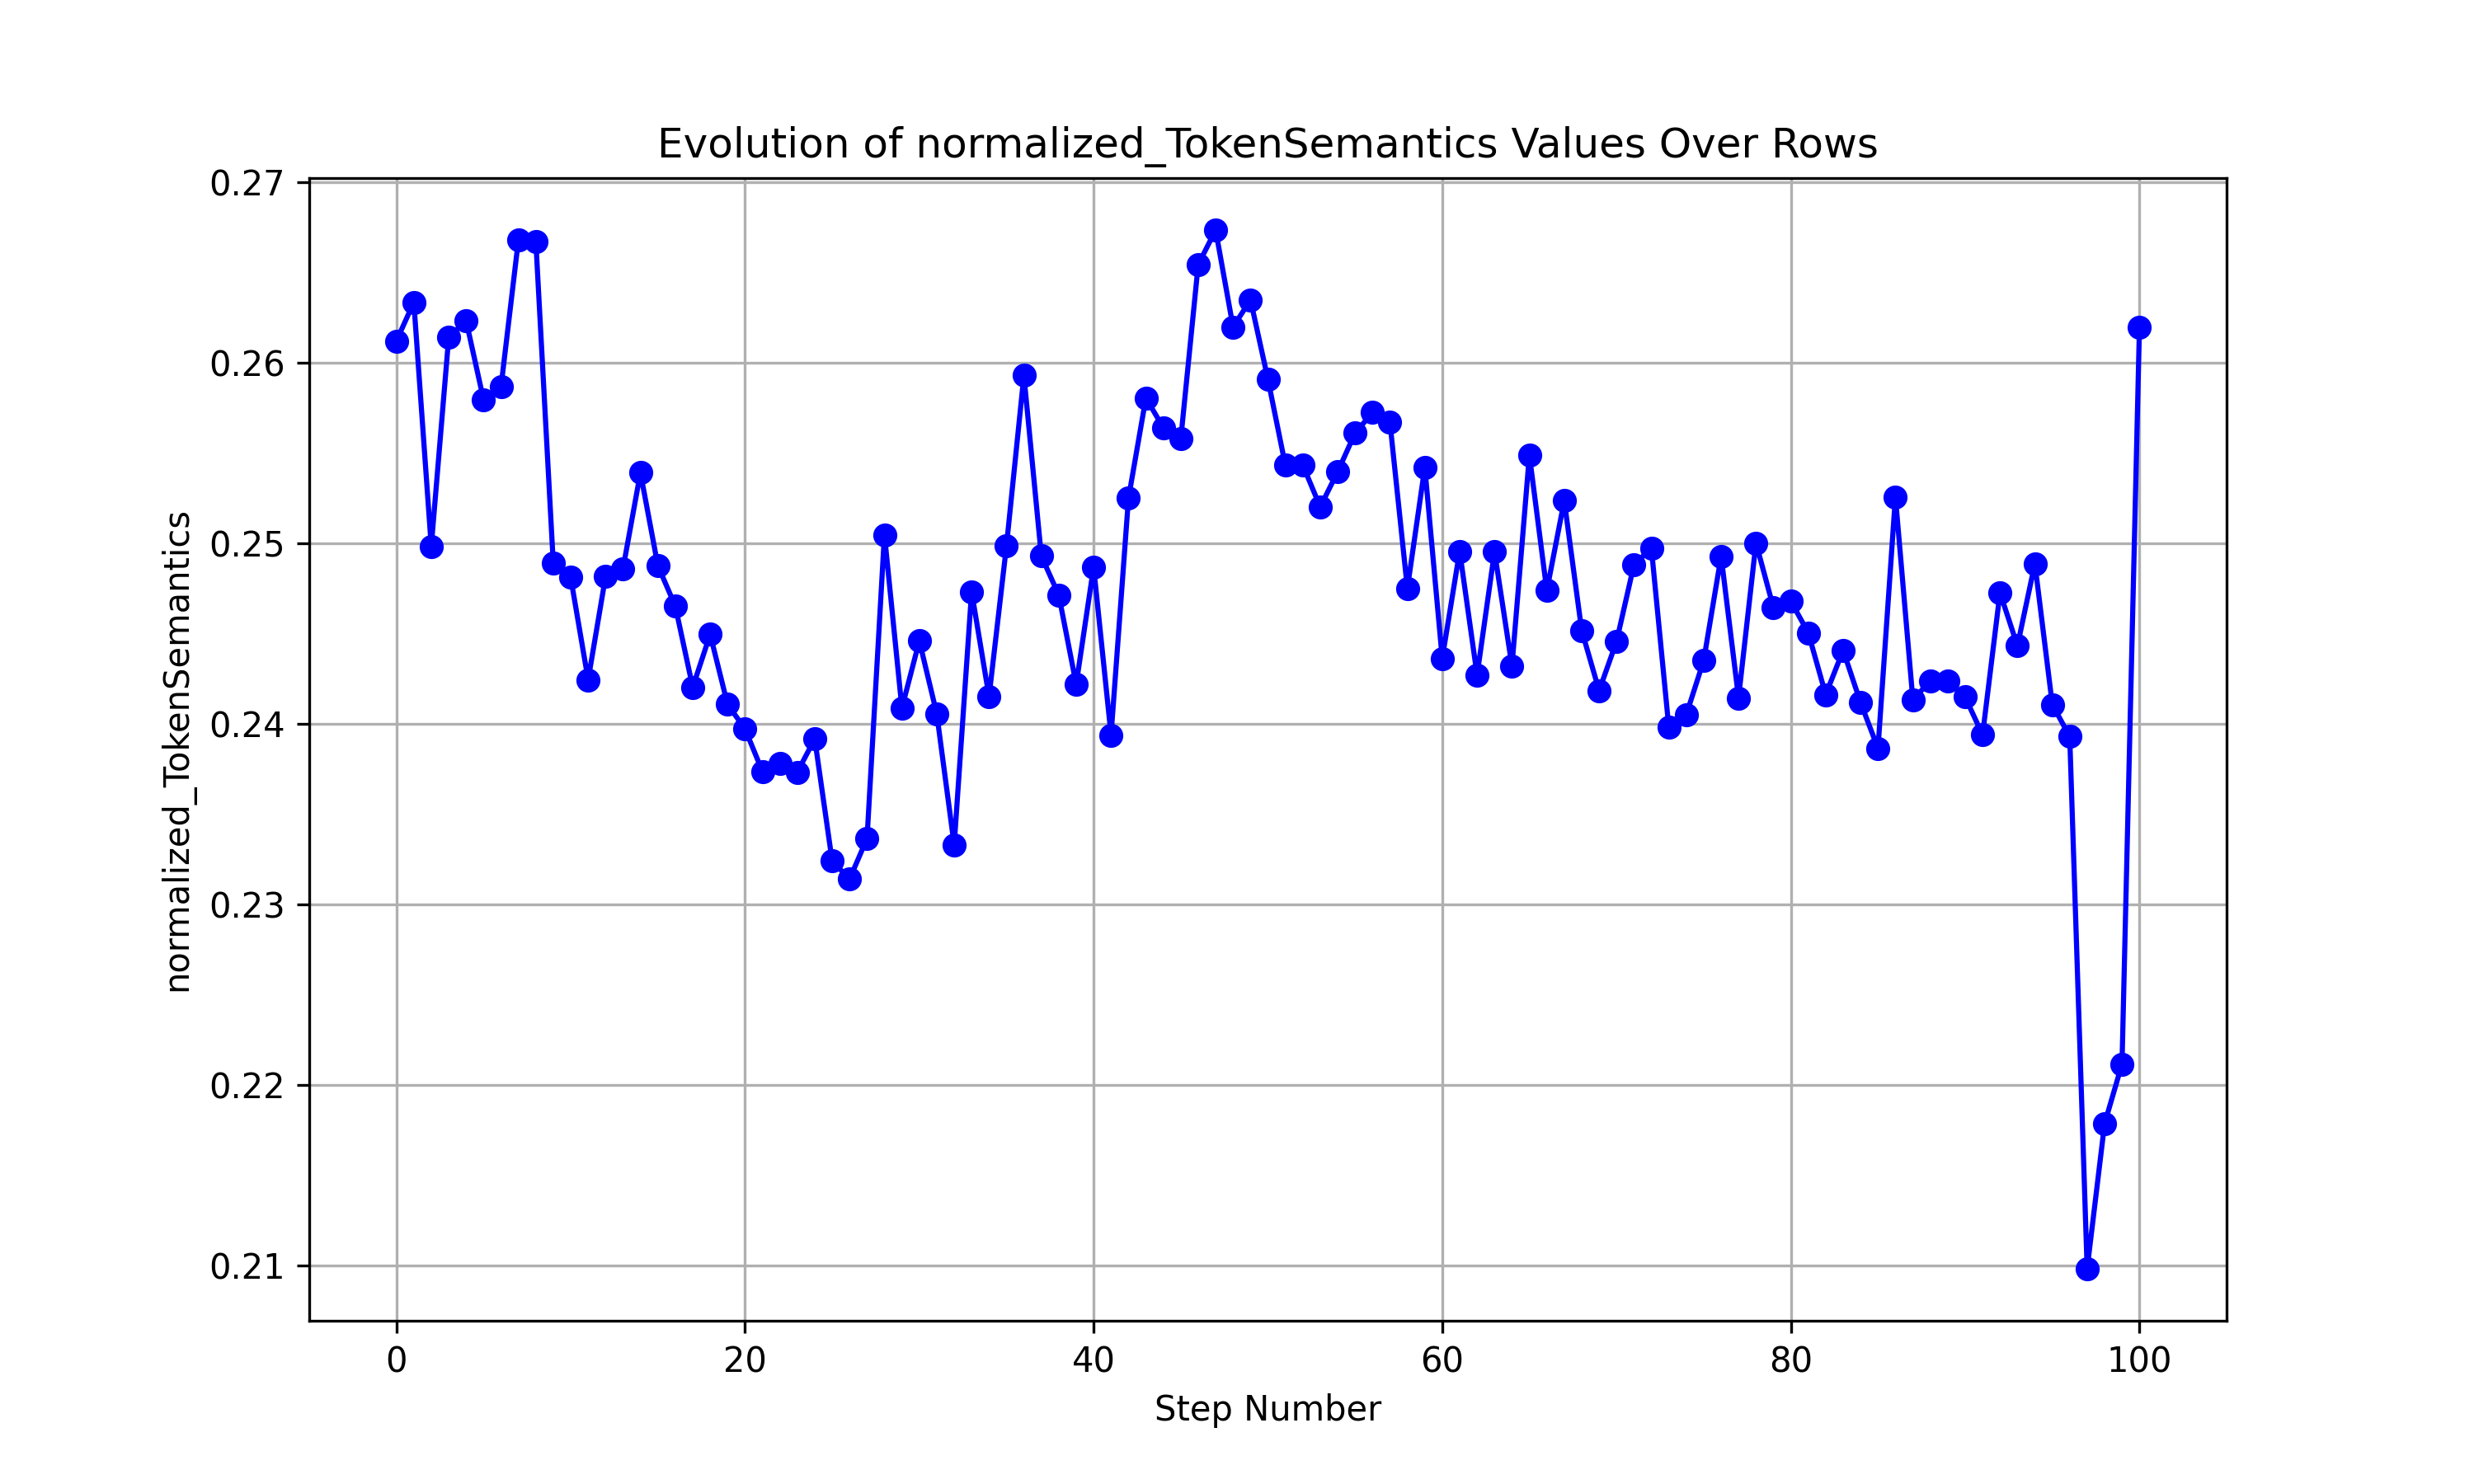 Evolution of normalized_TokenSemantics Values Over Rows
0.27
0.26
0.25
0.24
0.23
0.22
0.21
normalized_TokenSemantics
0 20 40 60 80 100
Step Number